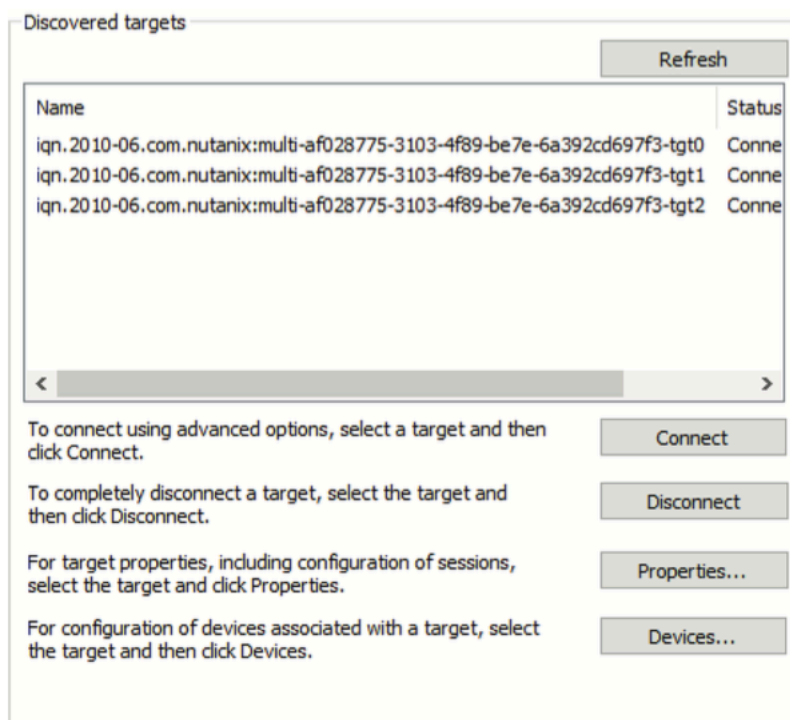 Discovered targets
Refresh
Name Status
iqn.2010-06.com.nutanix:multi-af028775-3103-4f89-be7e-6a392cd697f3-tgt0 Conne
iqn.2010-06.com.nutanix:multi-af028775-3103-4f89-be7e-6a392cd697f3-tgt1 Conne
iqn.2010-06.com.nutanix:multi-af028775-3103-4f89-be7e-6a392cd697f3-tgt2 Conne
To connect using advanced options, select a target and then
click Connect.
Connect
To completely disconnect a target, select the target and
then click Disconnect.
Disconnect
For target properties, including configuration of sessions,
select the target and click Properties.
Properties...
For configuration of devices associated with a target, select
the target and then click Devices.
Devices...